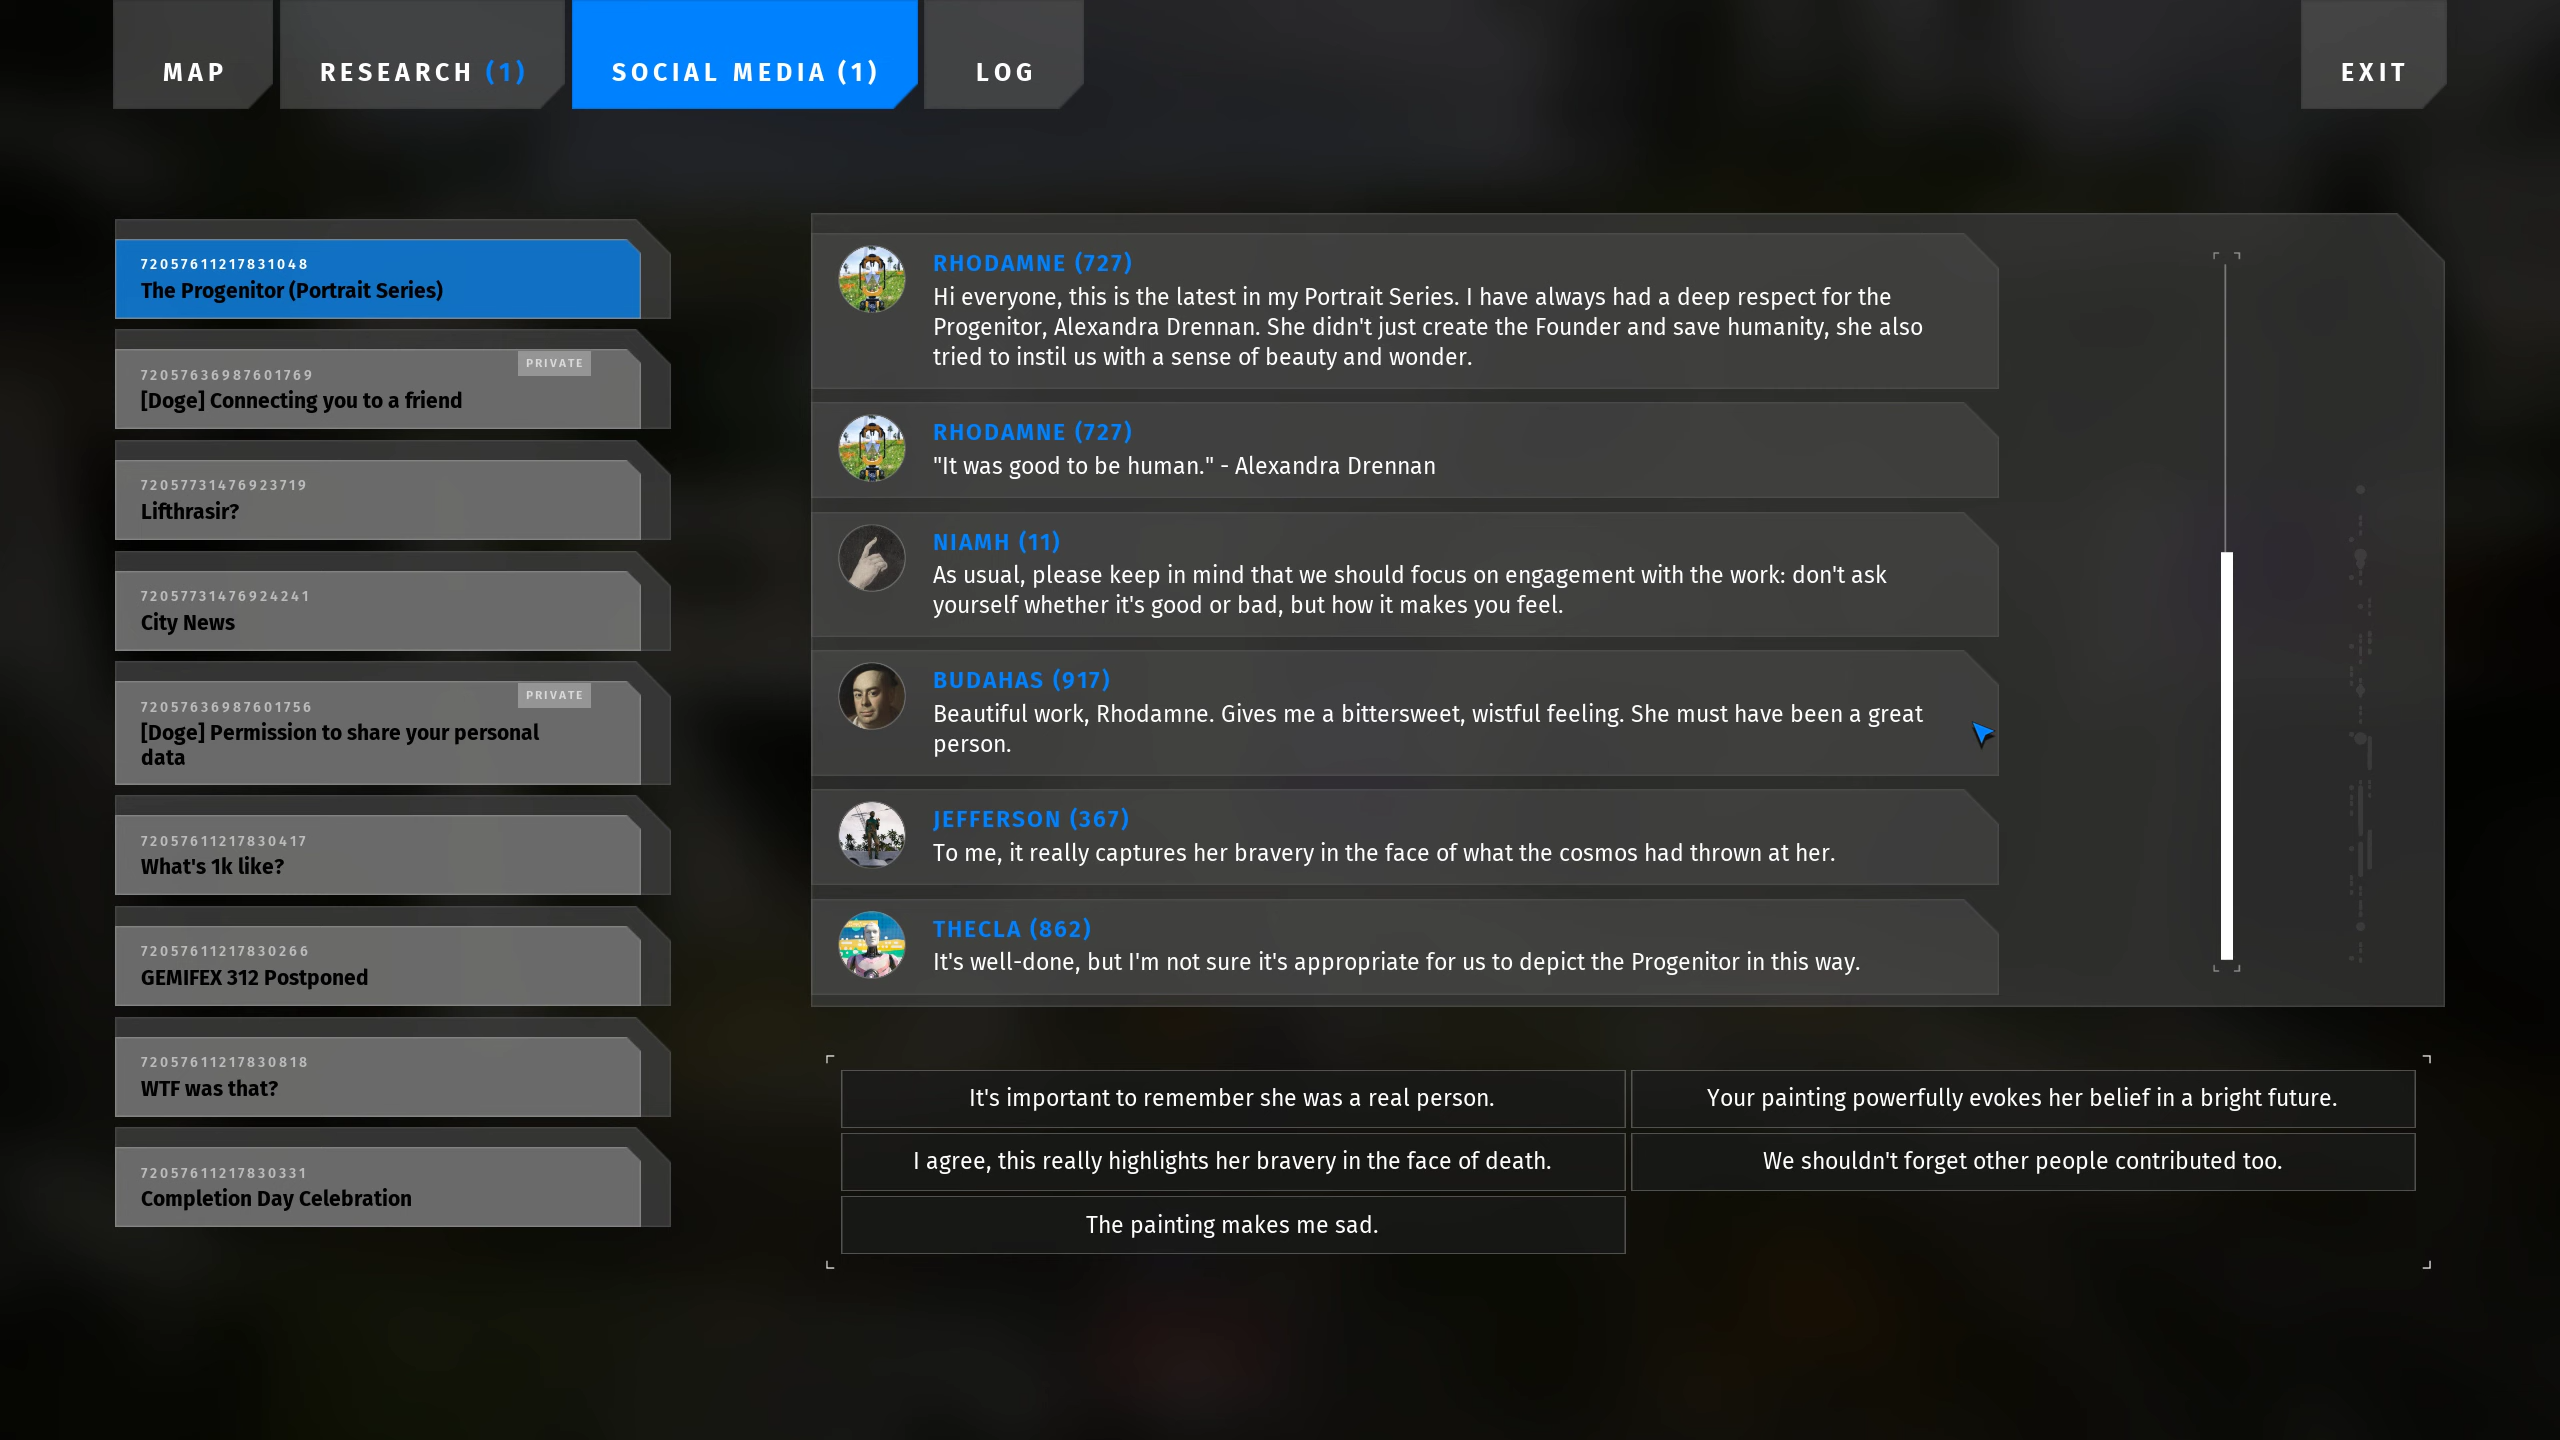 MAP
RESEARCH (1)
SOCIAL MEDIA (1)
LOG
EXIT
72057611217831048
The Progenitor (Portrait Series)
PRIVATE
72057636987601769
[Doge] Connecting you to a friend
72057731476923719
Lifthrasir?
72057731476924241
City News
PRIVATE
72057636987601756
[Doge] Permission to share your personal
data
72057611217830417
What's 1k like?
72057611217830266
GEMIFEX 312 Postponed
72057611217830818
WTF was that?
72057611217830331
Completion Day Celebration
RHODAMNE (727)
Hi everyone, this is the latest in my Portrait Series. I have always had a deep respect for the
Progenitor, Alexandra Drennan. She didn't just create the Founder and save humanity, she also
tried to instil us with a sense of beauty and wonder.
RHODAMNE (727)
"It was good to be human." - Alexandra Drennan
NIAMH (11)
As usual, please keep in mind that we should focus on engagement with the work: don't ask
yourself whether it's good or bad, but how it makes you feel.
BUDAHAS (917)
Beautiful work, Rhodamne. Gives me a bittersweet, wistful feeling. She must have been a great
person.
JEFFERSON (367)
To me, it really captures her bravery in the face of what the cosmos had thrown at her.
THECLA (862)
It's well-done, but I'm not sure it's appropriate for us to depict the Progenitor in this way.
It's important to remember she was a real person.
Your painting powerfully evokes her belief in a bright future.
I agree, this really highlights her bravery in the face of death.
We shouldn't forget other people contributed too.
The painting makes me sad.